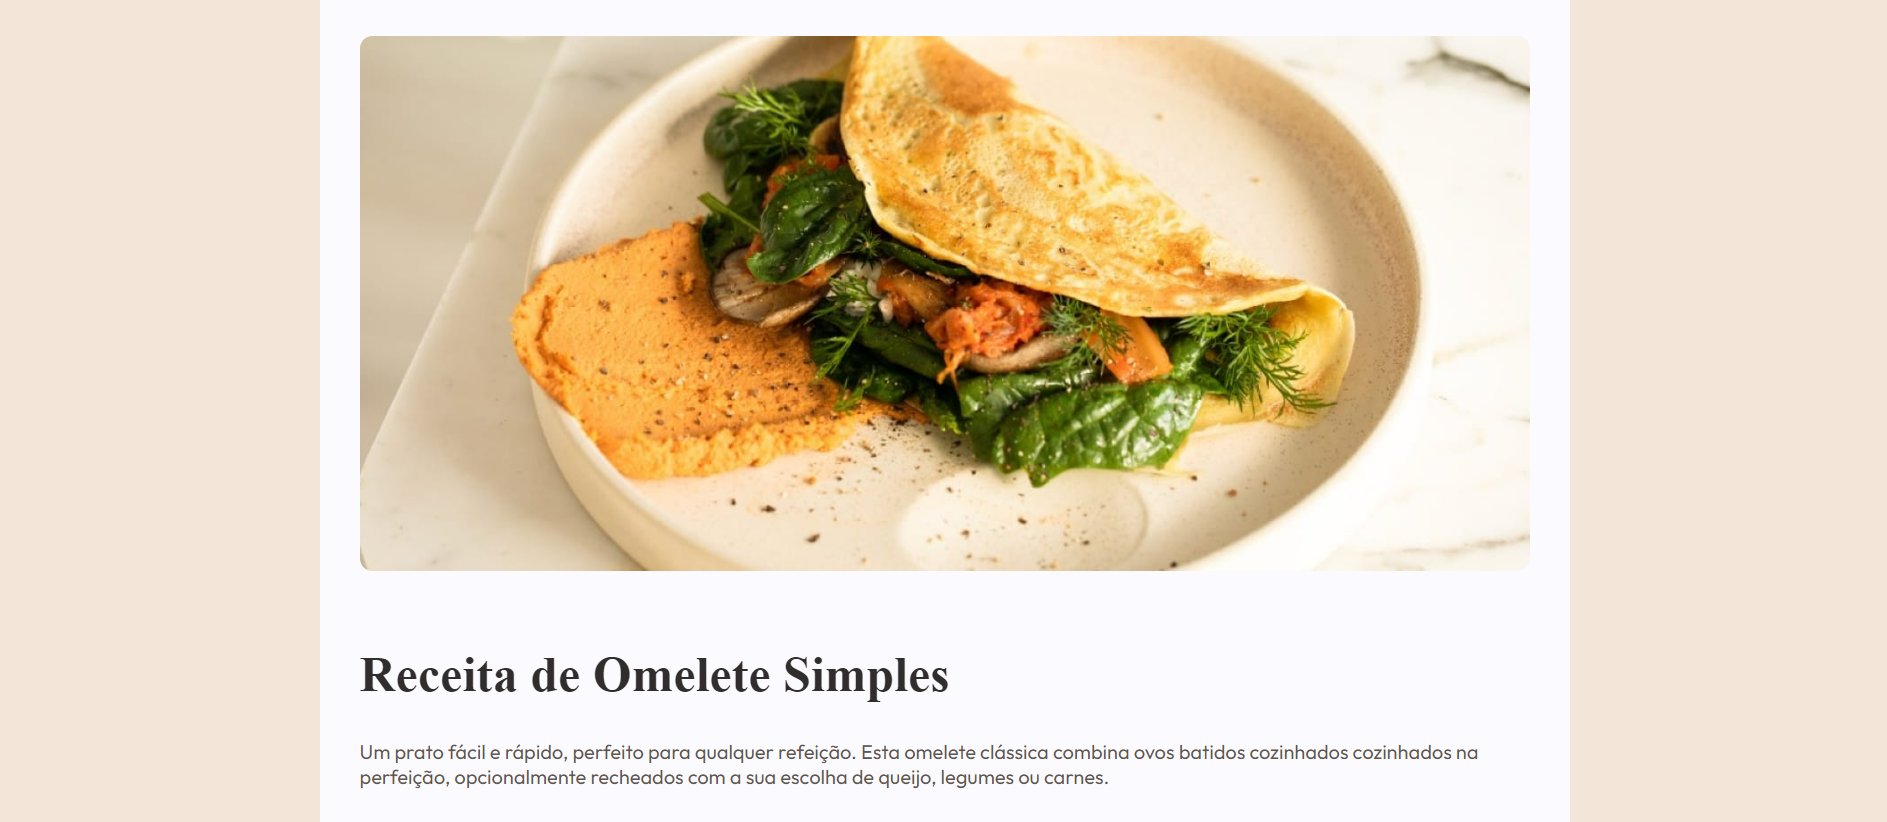 Receita de Omelete Simples
Um prato fácil e rápido, perfeito para qualquer refeição. Esta omelete clássica combina ovos batidos cozinhados cozinhados na
perfeição, opcionalmente recheados com a sua escolha de queijo, legumes ou carnes.